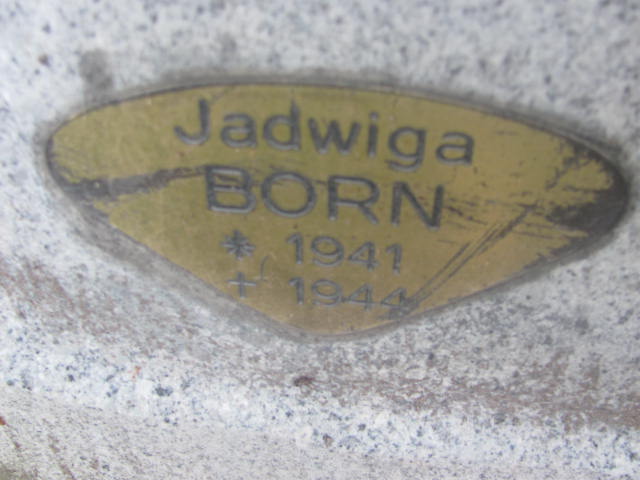 Jadwiga
BORN
* 1941
+ 1944